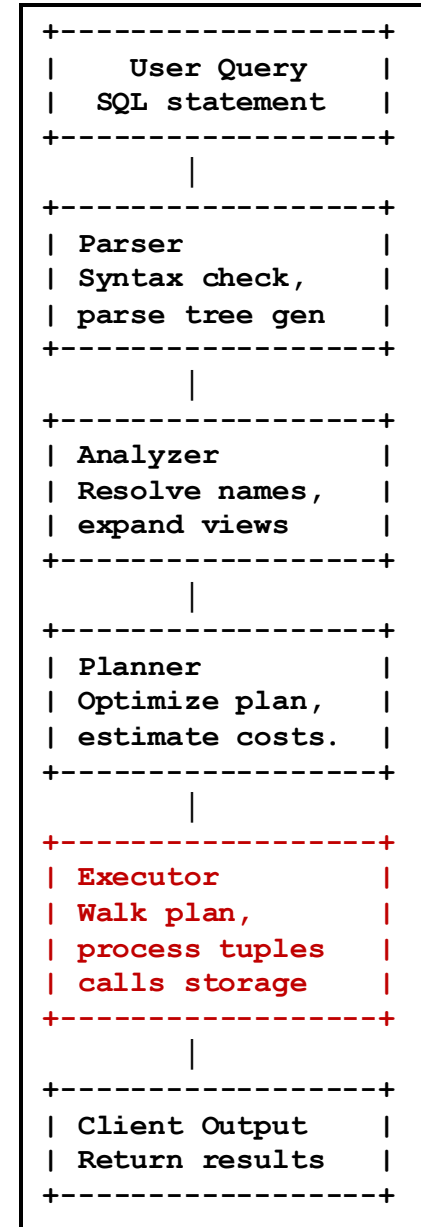 +------------------+
|    User Query    |
|  SQL statement   |
+------------------+
        |
+------------------+
| Parser           |
| Syntax check,    |
| parse tree gen   |
+------------------+
        |
+------------------+
| Analyzer         |
| Resolve names,   |
| expand views     |
+------------------+
        |
+------------------+
| Planner          |
| Optimize plan,   |
| estimate costs.  |
+------------------+
        |
+------------------+
| Executor         |
| Walk plan,       |
| process tuples   |
| calls storage    |
+------------------+
        |
+------------------+
| Client Output    |
| Return results   |
+------------------+